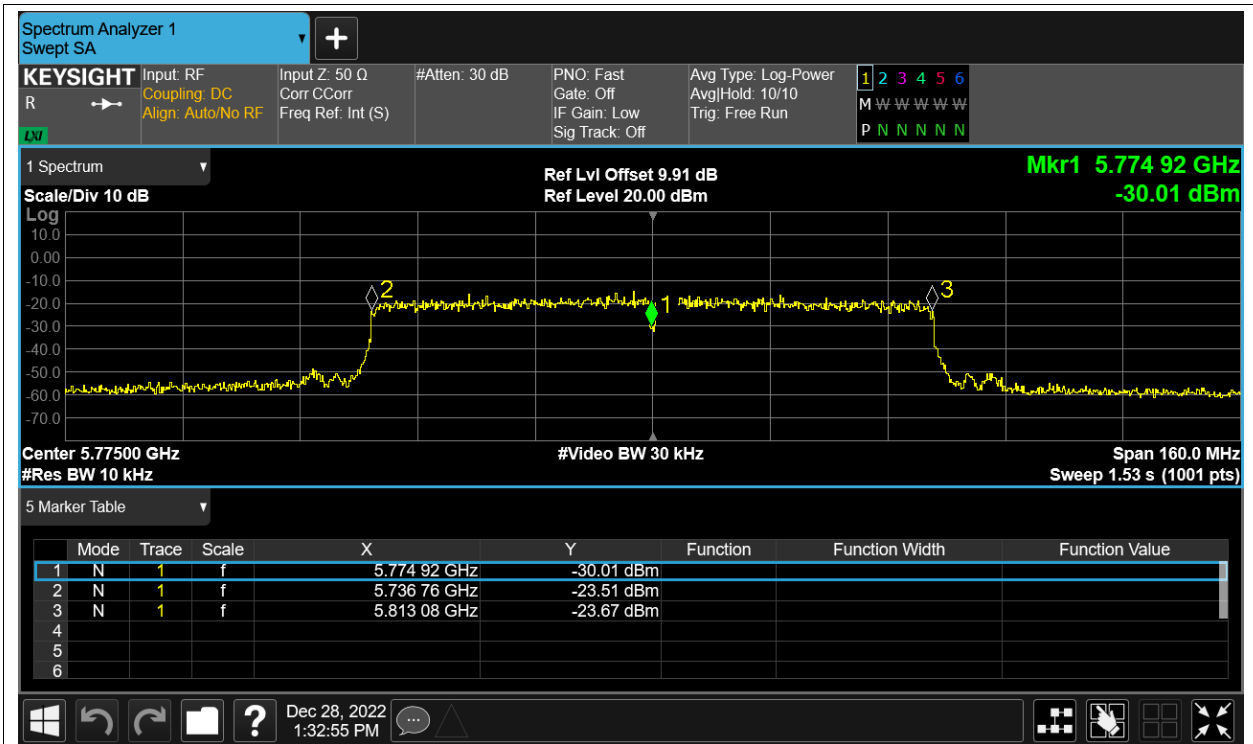 Spectrum Analyzer 1
Swept SA
KEYSIGHT
R
LXI
Input: RF
Coupling: DC
Align: Auto/No RF
Input Z: 50 Ω
Corr CCorr
Freq Ref: Int (S)
#Atten: 30 dB
PNO: Fast
Gate: Off
IF Gain: Low
Sig Track: Off
Avg Type: Log-Power
Avg|Hold: 10/10
Trig: Free Run
1 2 3 4 5 6
M W W W W W
P N N N N N
1 Spectrum
Scale/Div 10 dB
Ref Lvl Offset 9.91 dB
Ref Level 20.00 dBm
Mkr1 5.774 92 GHz
-30.01 dBm
Log
10.0
0.00
-10.0
-20.0
-30.0
-40.0
-50.0
-60.0
-70.0
2
1
3
Center 5.77500 GHz
#Video BW 30 kHz
Span 160.0 MHz
#Res BW 10 kHz
Sweep 1.53 s (1001 pts)
5 Marker Table
Mode Trace Scale X Y Function Function Width Function Value
1 N 1 f 5.774 92 GHz -30.01 dBm
2 N 1 f 5.736 76 GHz -23.51 dBm
3 N 1 f 5.813 08 GHz -23.67 dBm
4
5
6
?
Dec 28, 2022
1:32:55 PM